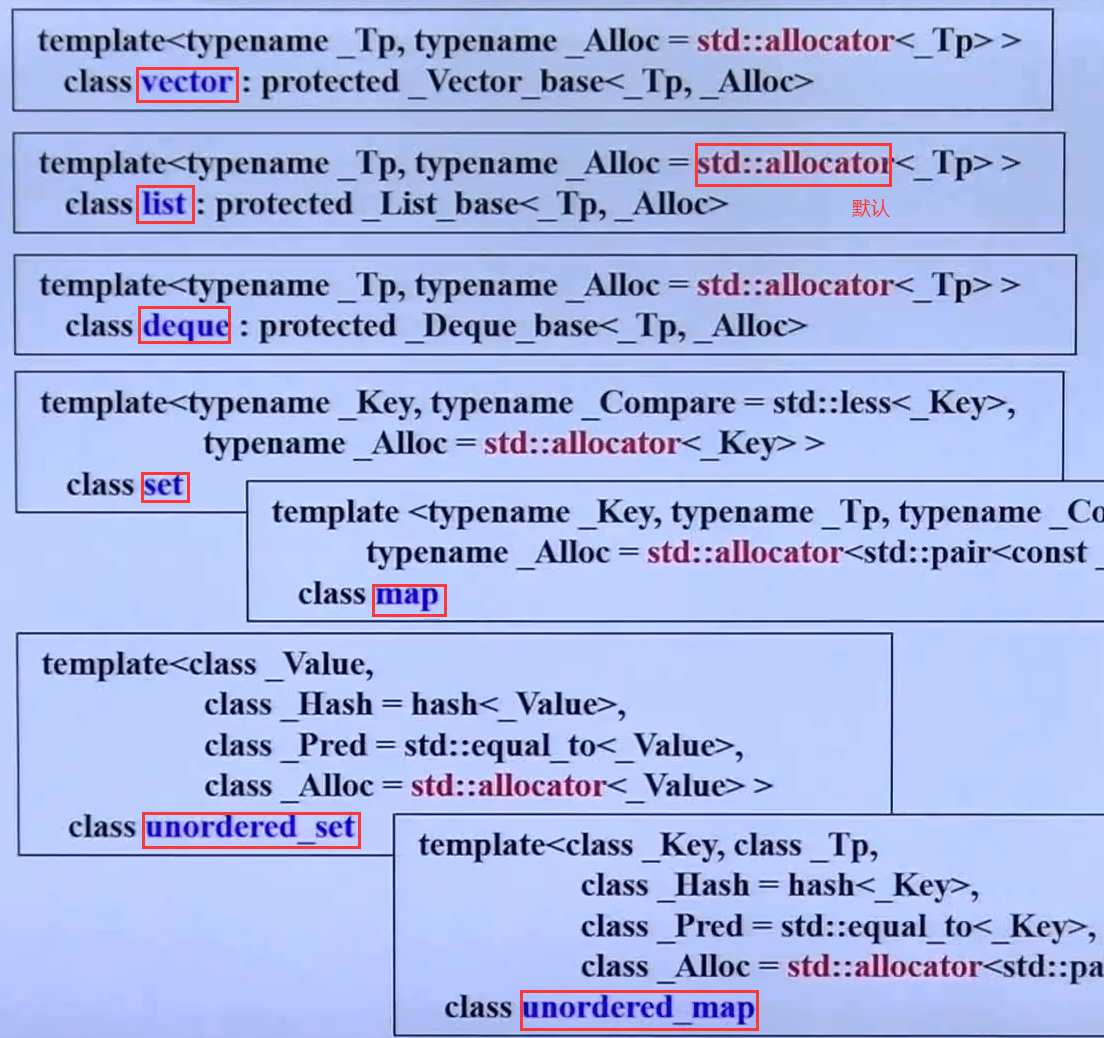 template<typename _Tp, typename _Alloc = std::allocator<_Tp> >
class vector : protected _Vector_base<_Tp, _Alloc>
template<typename _Tp, typename _Alloc = std::allocator<_Tp> >
class list : protected _List_base<_Tp, _Alloc>
默认
template<typename _Tp, typename _Alloc = std::allocator<_Tp> >
class deque : protected _Deque_base<_Tp, _Alloc>
template<typename _Key, typename _Compare = std::less<_Key>,
typename _Alloc = std::allocator<_Key> >
class set
template <typename _Key, typename _Tp, typename _Co
typename _Alloc = std::allocator<std::pair<const _
class map
template<class _Value,
class _Hash = hash<_Value>,
class _Pred = std::equal_to<_Value>,
class _Alloc = std::allocator<_Value> >
class unordered_set
template<class _Key, class _Tp,
class _Hash = hash<_Key>,
class _Pred = std::equal_to<_Key>,
class _Alloc = std::allocator<std::pa
class unordered_map